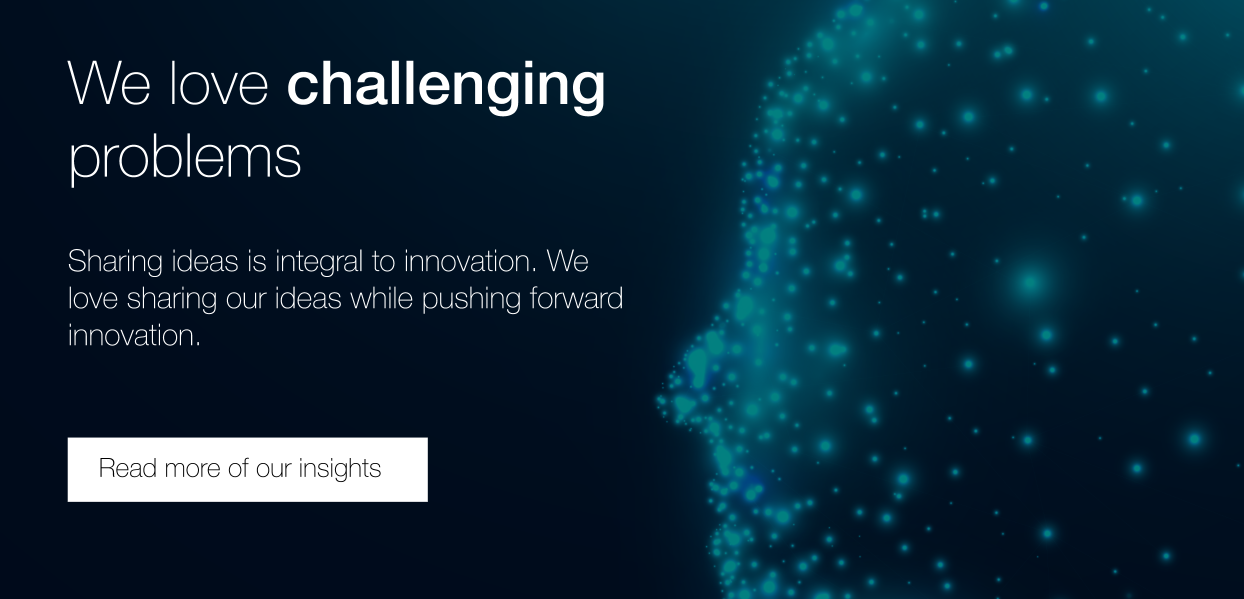 We love challenging
problems
Sharing ideas is integral to innovation. We
love sharing our ideas while pushing forward
innovation.
Read more of our insights